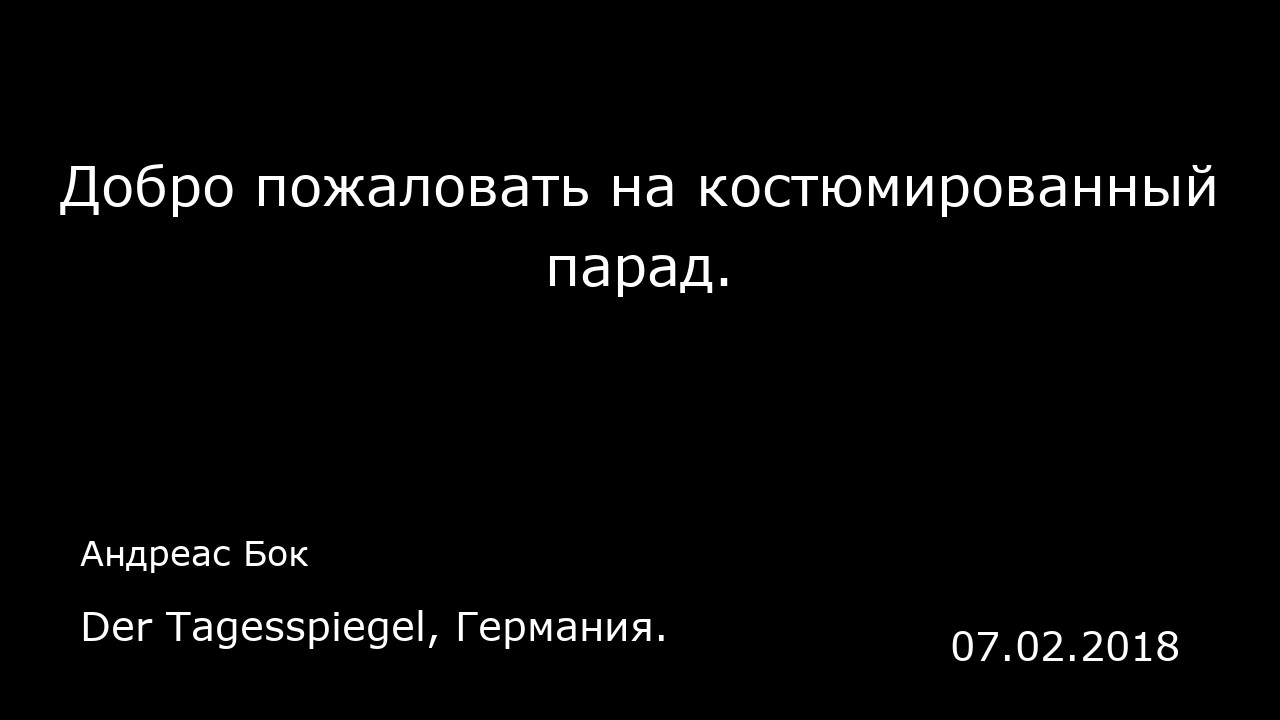 Добро пожаловать на костюмированный
парад.
Андреас Бок
Der Tagesspiegel, Германия.
07.02.2018